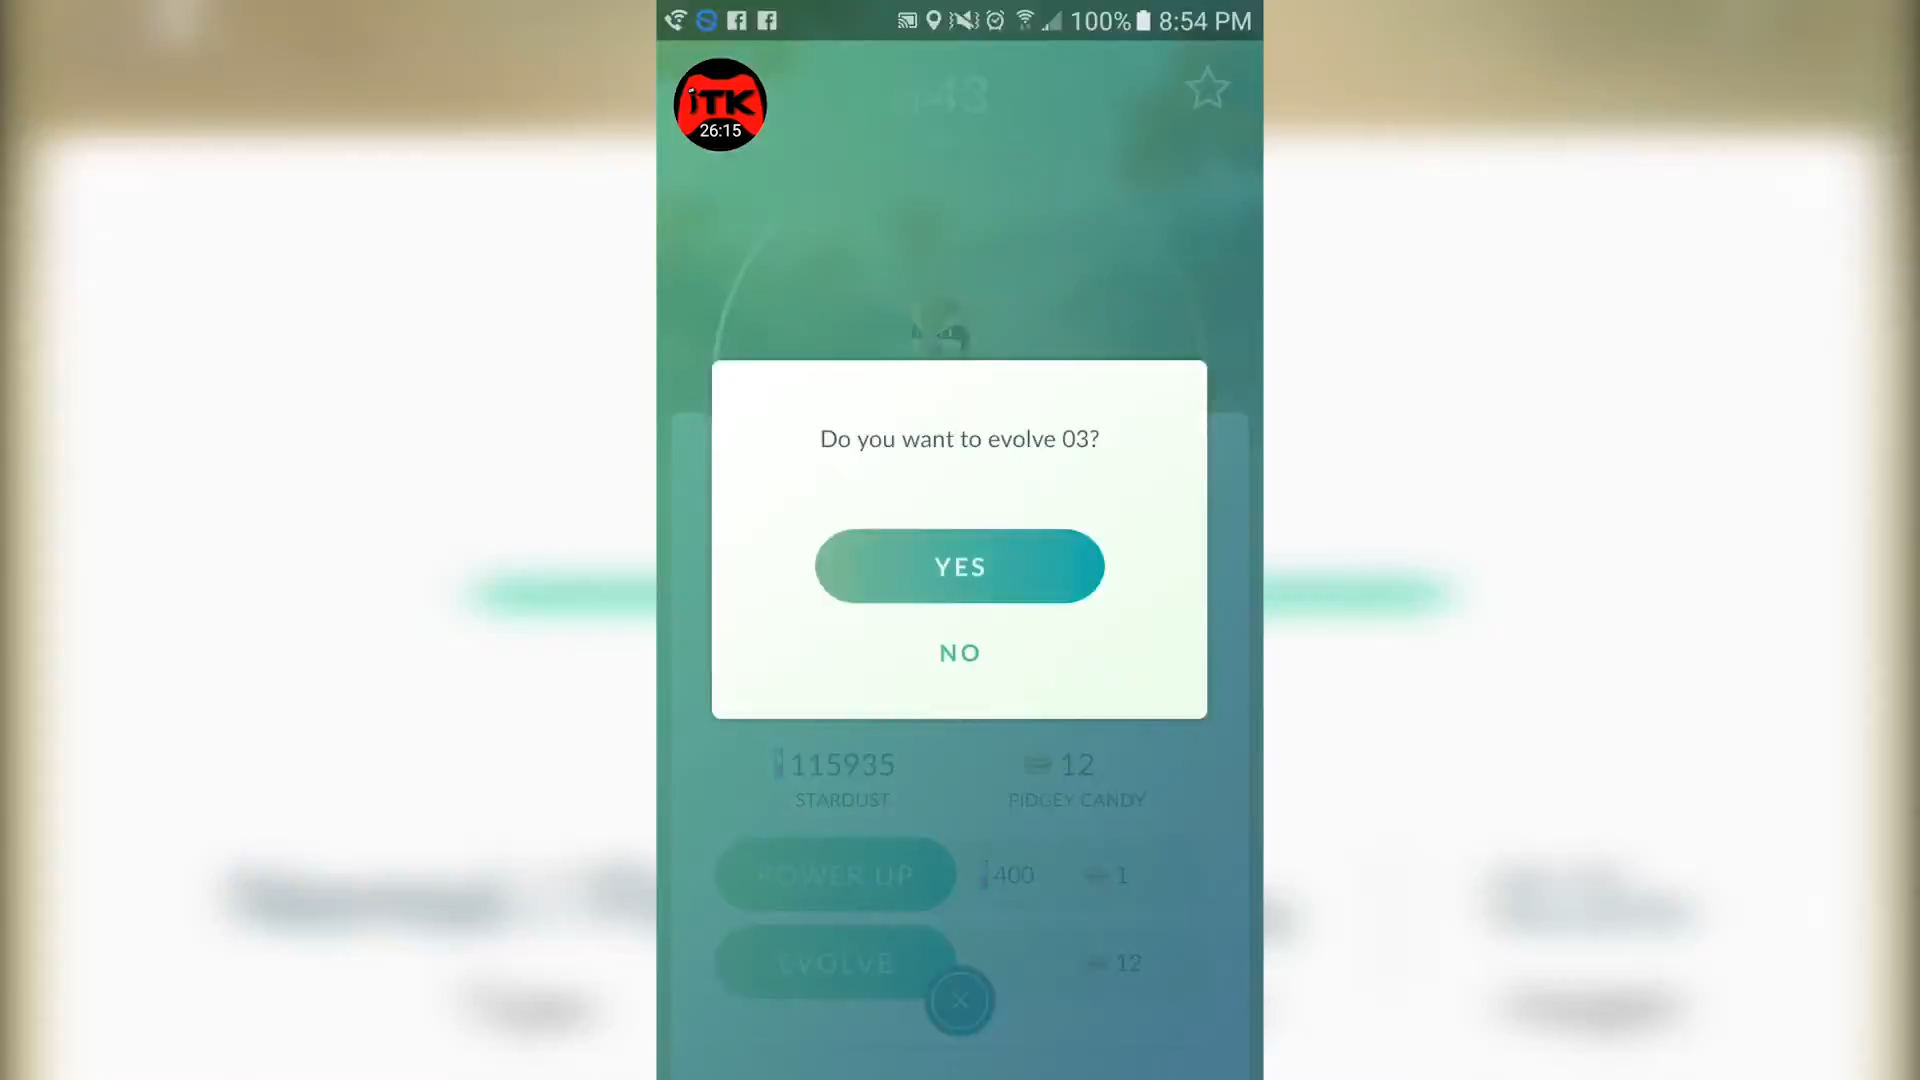 100% 8:54 PM
iTK
26:15
43
Do you want to evolve 03?
YES
NO
115935
12
STARDUST
PIDGEY CANDY
POWER UP
400
1
EVOLVE
12